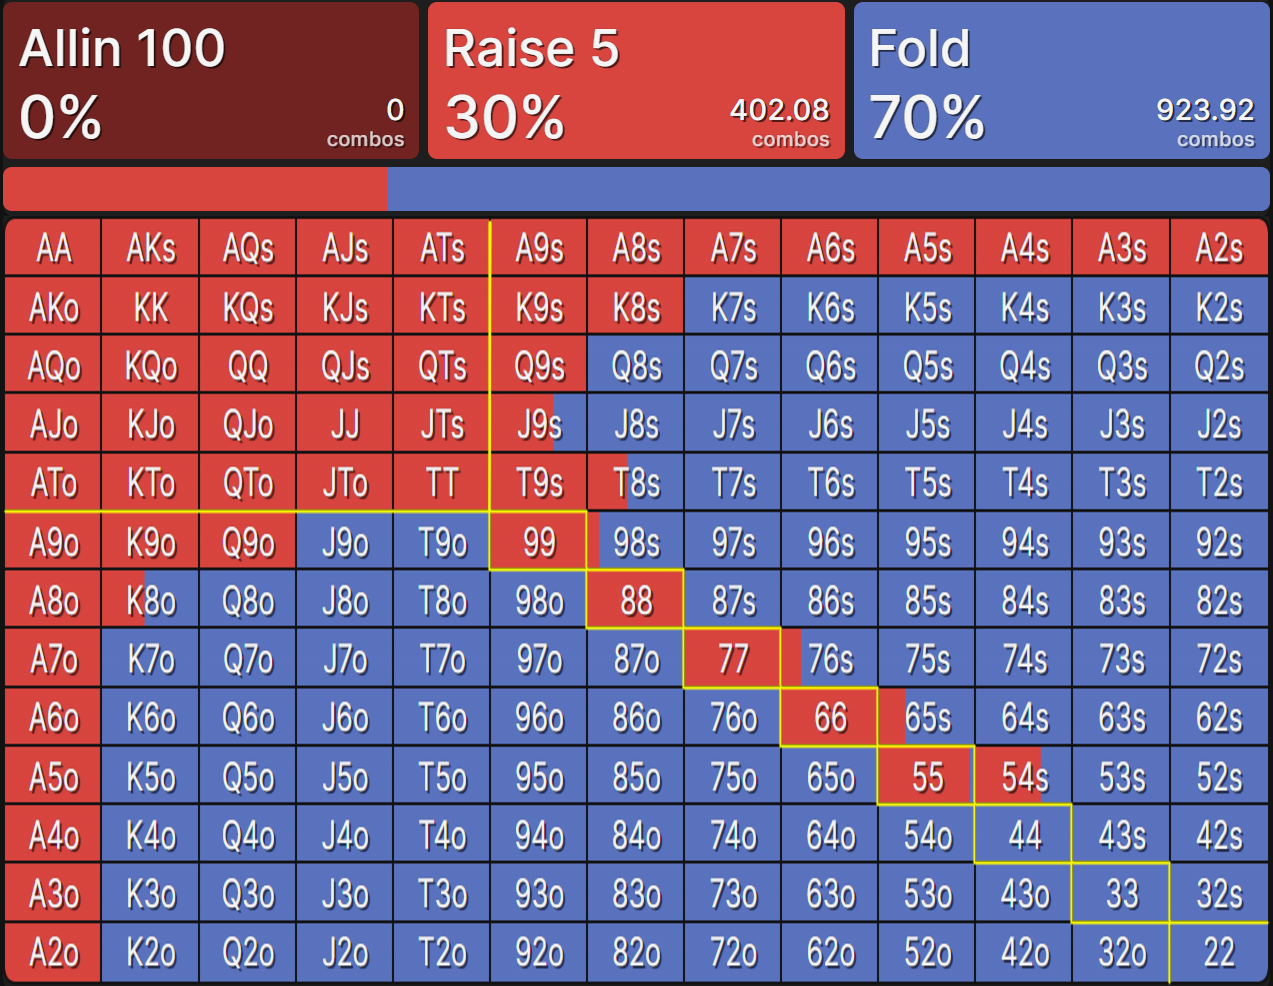 Allin 100 Raise 5 Fold
0% 0 combos 30% 402.08 combos 70% 923.92 combos
AA AKs AQs AJs ATs A9s A8s A7s A6s A5s A4s A3s A2s
AKo KK KQs KJs KTs K9s K8s K7s K6s K5s K4s K3s K2s
AQo KQo QQ QJs QTs Q9s Q8s Q7s Q6s Q5s Q4s Q3s Q2s
AJo KJo QJo JJ JTs J9s J8s J7s J6s J5s J4s J3s J2s
ATo KTo QTo JTo TT T9s T8s T7s T6s T5s T4s T3s T2s
A9o K9o Q9o J9o T9o 99 98s 97s 96s 95s 94s 93s 92s
A8o K8o Q8o J8o T8o 98o 88 87s 86s 85s 84s 83s 82s
A7o K7o Q7o J7o T7o 97o 87o 77 76s 75s 74s 73s 72s
A6o K6o Q6o J6o T6o 96o 86o 76o 66 65s 64s 63s 62s
A5o K5o Q5o J5o T5o 95o 85o 75o 65o 55 54s 53s 52s
A4o K4o Q4o J4o T4o 94o 84o 74o 64o 54o 44 43s 42s
A3o K3o Q3o J3o T3o 93o 83o 73o 63o 53o 43o 33 32s
A2o K2o Q2o J2o T2o 92o 82o 72o 62o 52o 42o 32o 22